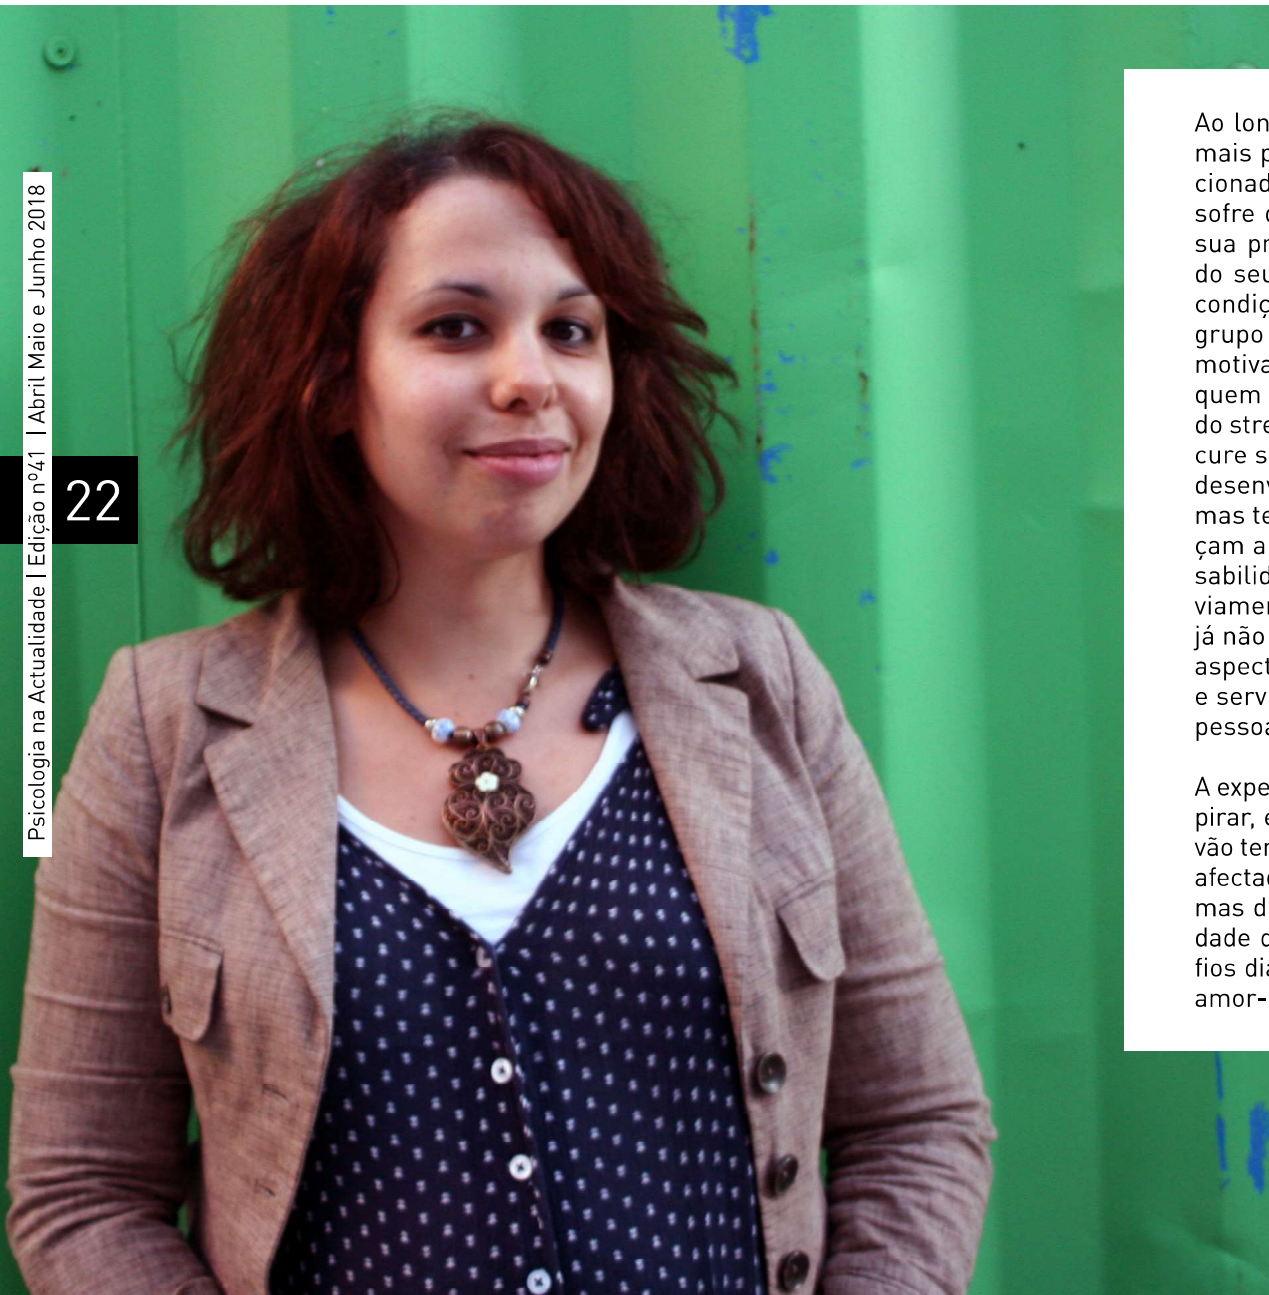 Psicologia na Actualidade | Edição nº41 | Abril Maio e Junho 2018
22
Ao lon
mais p
cionad
sofre
sua pr
do seu
condiç
grupo
motiva
quem
do stre
cure s
desenv
mas te
çam a
sabilid
viamen
já não
aspect
e serv
pessoa
A expe
pirar, e
vão ter
afectad
mas d
dade
fios diá
amor-